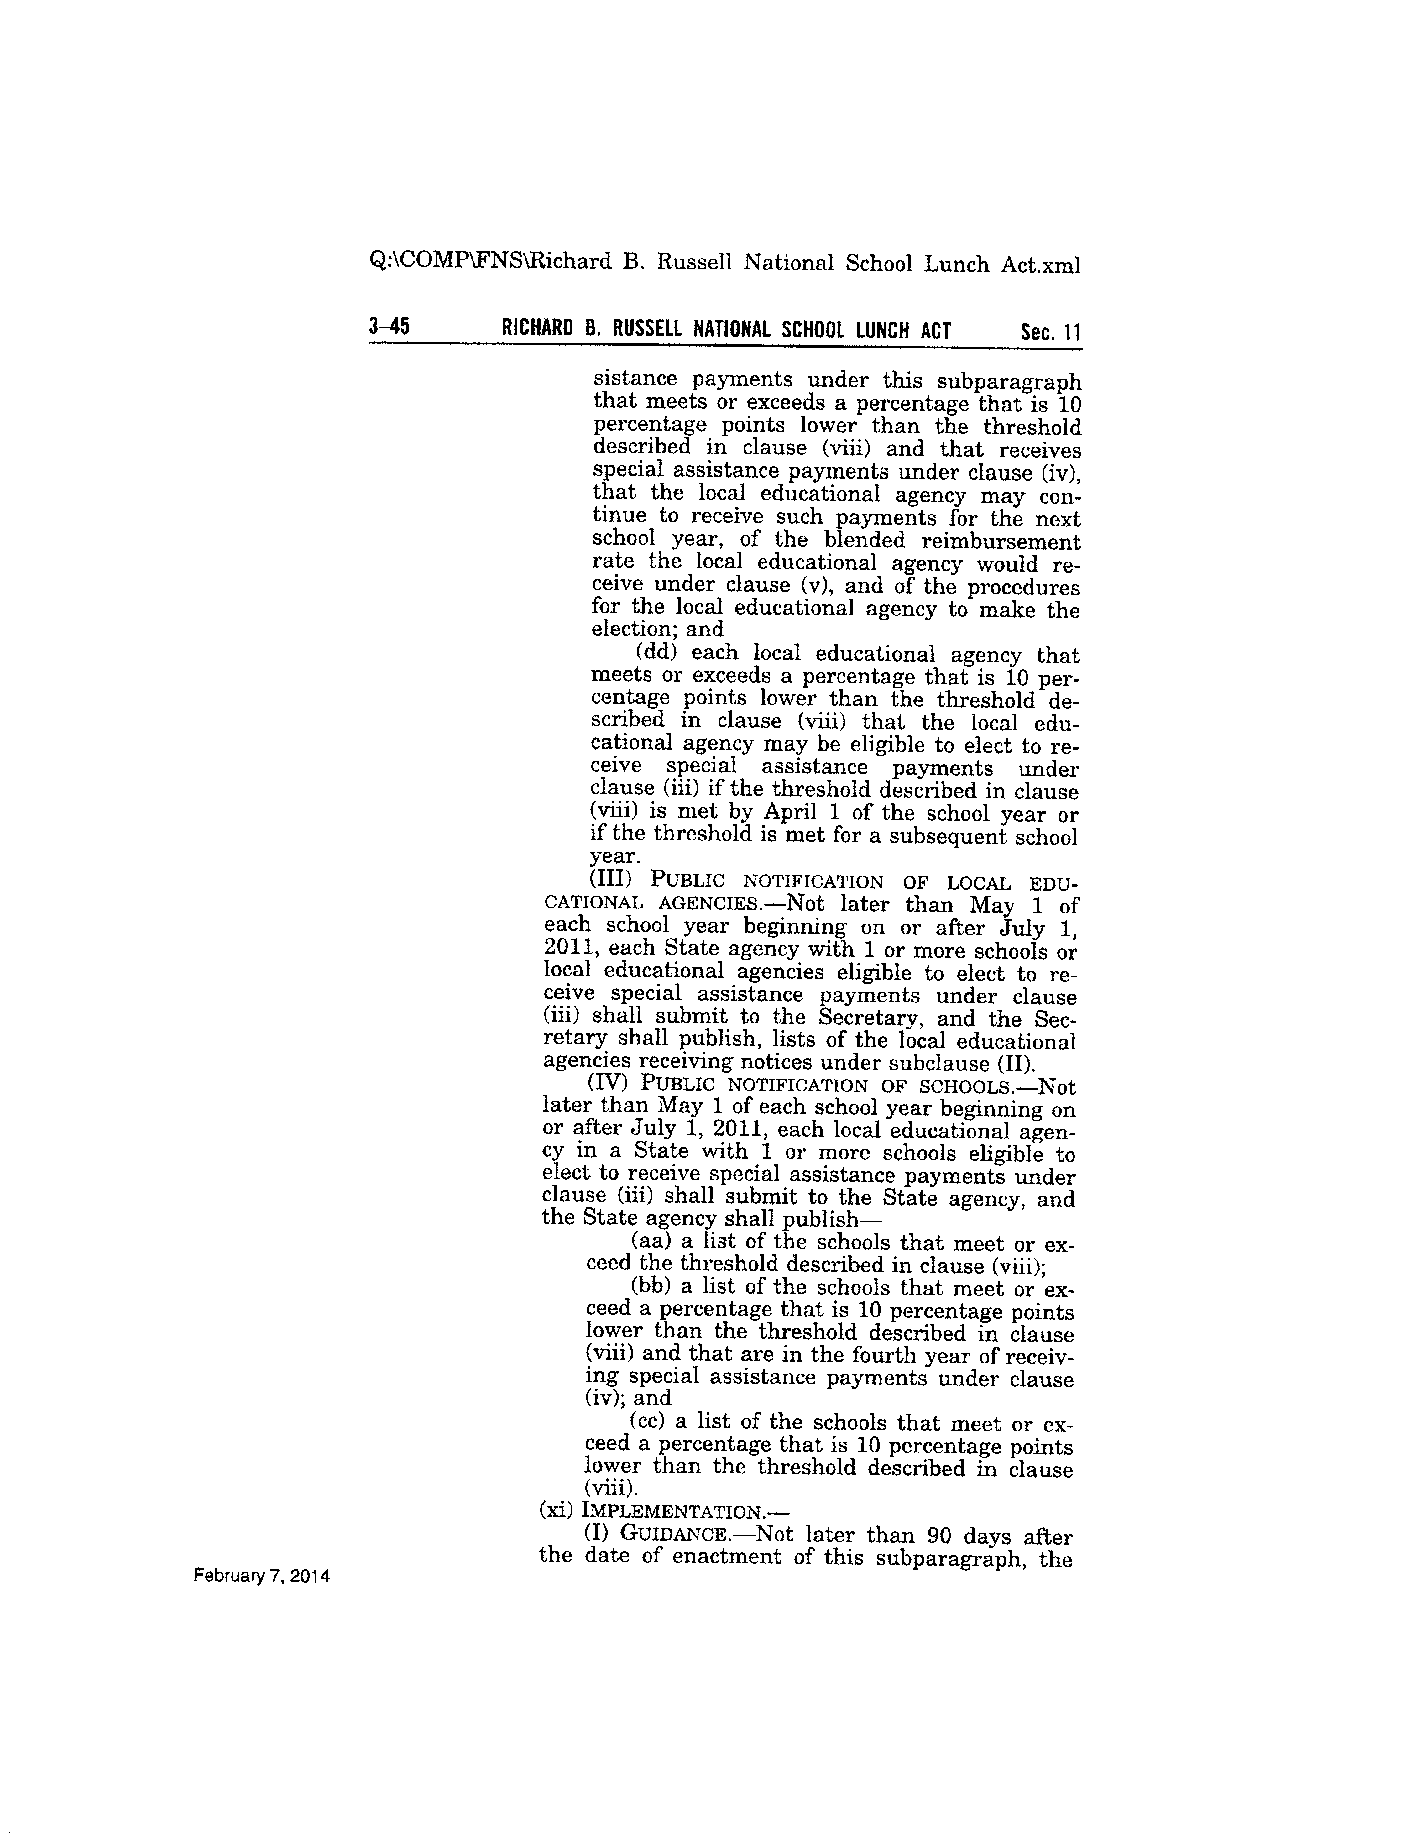 Q:\COMP\FNS\Richard B. Russell National School Lunch Act.xml
3–45 RICHARD B. RUSSELL NATIONAL SCHOOL LUNCH ACT Sec. 11
sistance payments under this subparagraph
that meets or exceeds a percentage that is 10
percentage points lower than the threshold
described in clause (viii) and that receives
special assistance payments under clause (iv),
that the local educational agency may con-
tinue to receive such payments for the next
school year, of the blended reimbursement
rate the local educational agency would re-
ceive under clause (v), and of the procedures
for the local educational agency to make the
election; and
(dd) each local educational agency that
meets or exceeds a percentage that is 10 per-
centage points lower than the threshold de-
scribed in clause (viii) that the local edu-
cational agency may be eligible to elect to re-
ceive special assistance payments under
clause (iii) if the threshold described in clause
(viii) is met by April 1 of the school year or
if the threshold is met for a subsequent school
year.
(III) PUBLIC NOTIFICATION OF LOCAL EDU-
CATIONAL AGENCIES.—Not later than May 1 of
each school year beginning on or after July 1,
2011, each State agency with 1 or more schools or
local educational agencies eligible to elect to re-
ceive special assistance payments under clause
(iii) shall submit to the Secretary, and the Sec-
retary shall publish, lists of the local educational
agencies receiving notices under subclause (II).
(IV) PUBLIC NOTIFICATION OF SCHOOLS.—Not
later than May 1 of each school year beginning on
or after July 1, 2011, each local educational agen-
cy in a State with 1 or more schools eligible to
elect to receive special assistance payments under
clause (iii) shall submit to the State agency, and
the State agency shall publish—
(aa) a list of the schools that meet or ex-
ceed the threshold described in clause (viii);
(bb) a list of the schools that meet or ex-
ceed a percentage that is 10 percentage points
lower than the threshold described in clause
(viii) and that are in the fourth year of receiv-
ing special assistance payments under clause
(iv); and
(cc) a list of the schools that meet or ex-
ceed a percentage that is 10 percentage points
lower than the threshold described in clause
(viii).
(xi) IMPLEMENTATION.—
(I) GUIDANCE.—Not later than 90 days after
the date of enactment of this subparagraph, the
February 7, 2014